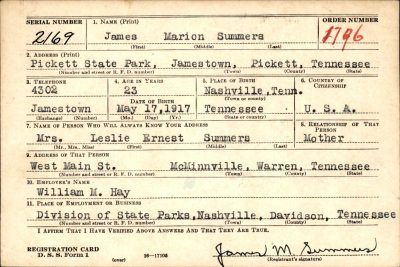 SERIAL NUMBER 1. NAME (Print) ORDER NUMBER
2169 James Marion Summers 1796
(First) (Middle) (Last)
2. ADDRESS (Print)
Pickett State Park, Jamestown, Pickett, Tennessee
(Number and street or R. F. D. number) (Town) (County) (State)
3. TELEPHONE 4. AGE IN YEARS 5. PLACE OF BIRTH 6. COUNTRY OF CITIZENSHIP
4302 23 Nashville, Tenn.
DATE OF BIRTH (Town or county)
Jamestown May 17, 1917 Tennessee U. S. A.
(Exchange) (Number) (Mo.) (Day) (Yr.) (State or country)
7. NAME OF PERSON WHO WILL ALWAYS KNOW YOUR ADDRESS 8. RELATIONSHIP OF THAT PERSON
Mrs. Leslie Ernest Summers Mother
(Mr., Mrs., Miss) (First) (Middle) (Last)
9. ADDRESS OF THAT PERSON
West Main St. McMinnville, Warren, Tennessee
(Number and street or R. F. D. number) (Town) (County) (State)
10. EMPLOYER'S NAME
William M. Hay
11. PLACE OF EMPLOYMENT OR BUSINESS
Division of State Parks, Nashville, Davidson, Tennessee
(Number and street or R. F. D. number) (Town) (County) (State)
I AFFIRM THAT I HAVE VERIFIED ABOVE ANSWERS AND THAT THEY ARE TRUE.
REGISTRATION CARD
D. S. S. Form 1 (over) 16—17105 James M Summers
(Registrant's signature)